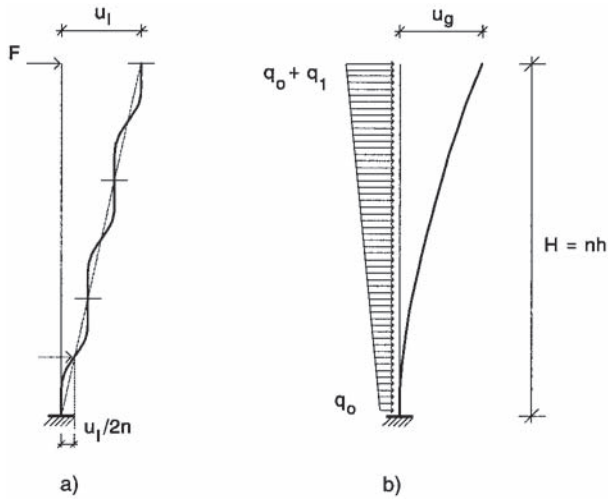 u_l
F
u_l/2n
a)
u_g
q_o + q_1
H = nh
q_o
b)